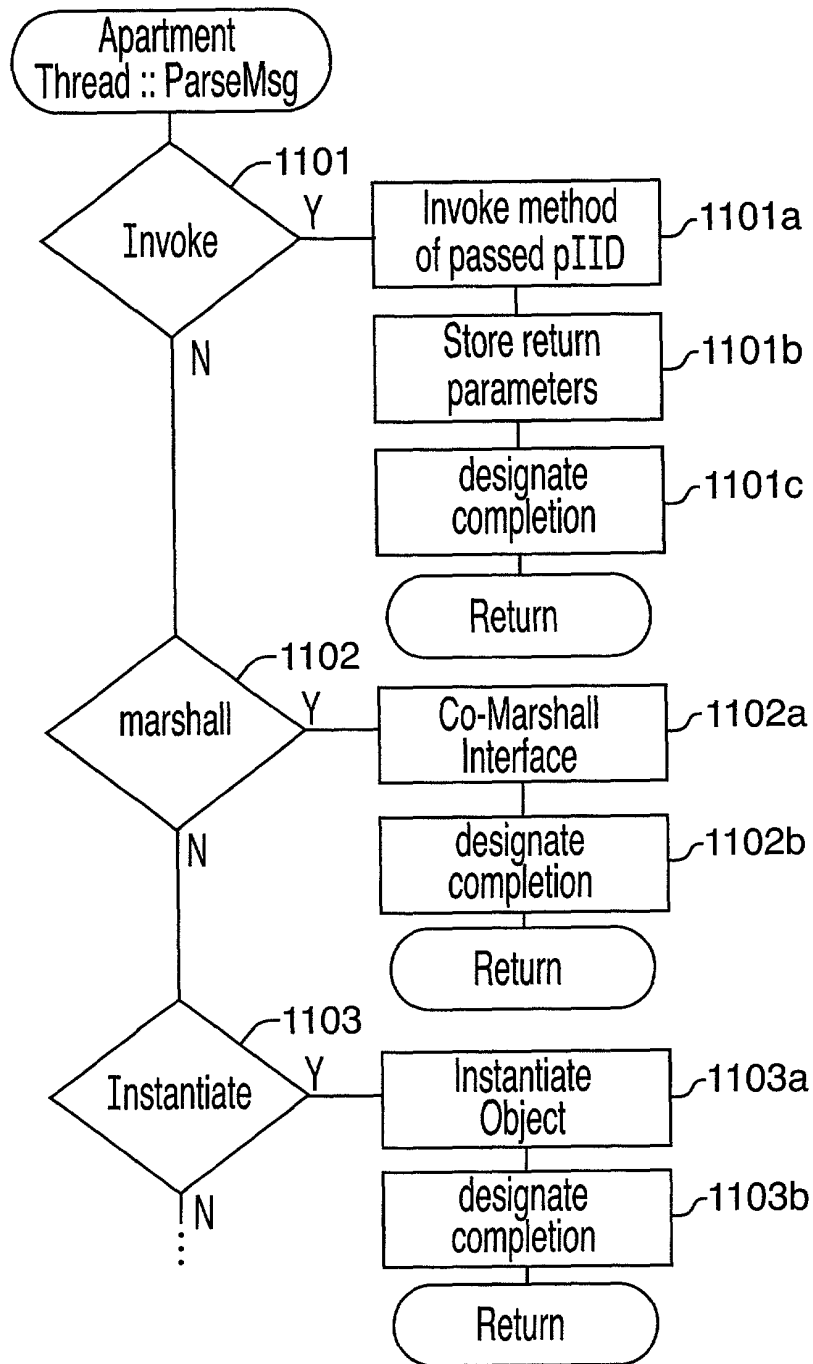 Apartment
Thread :: ParseMsg
1101
Invoke
Y
Invoke method
of passed pIID
1101a
N
Store return
parameters
1101b
designate
completion
1101c
Return
1102
marshall
Y
Co-Marshall
Interface
1102a
N
designate
completion
1102b
Return
1103
Instantiate
Y
Instantiate
Object
1103a
N
designate
completion
1103b
Return